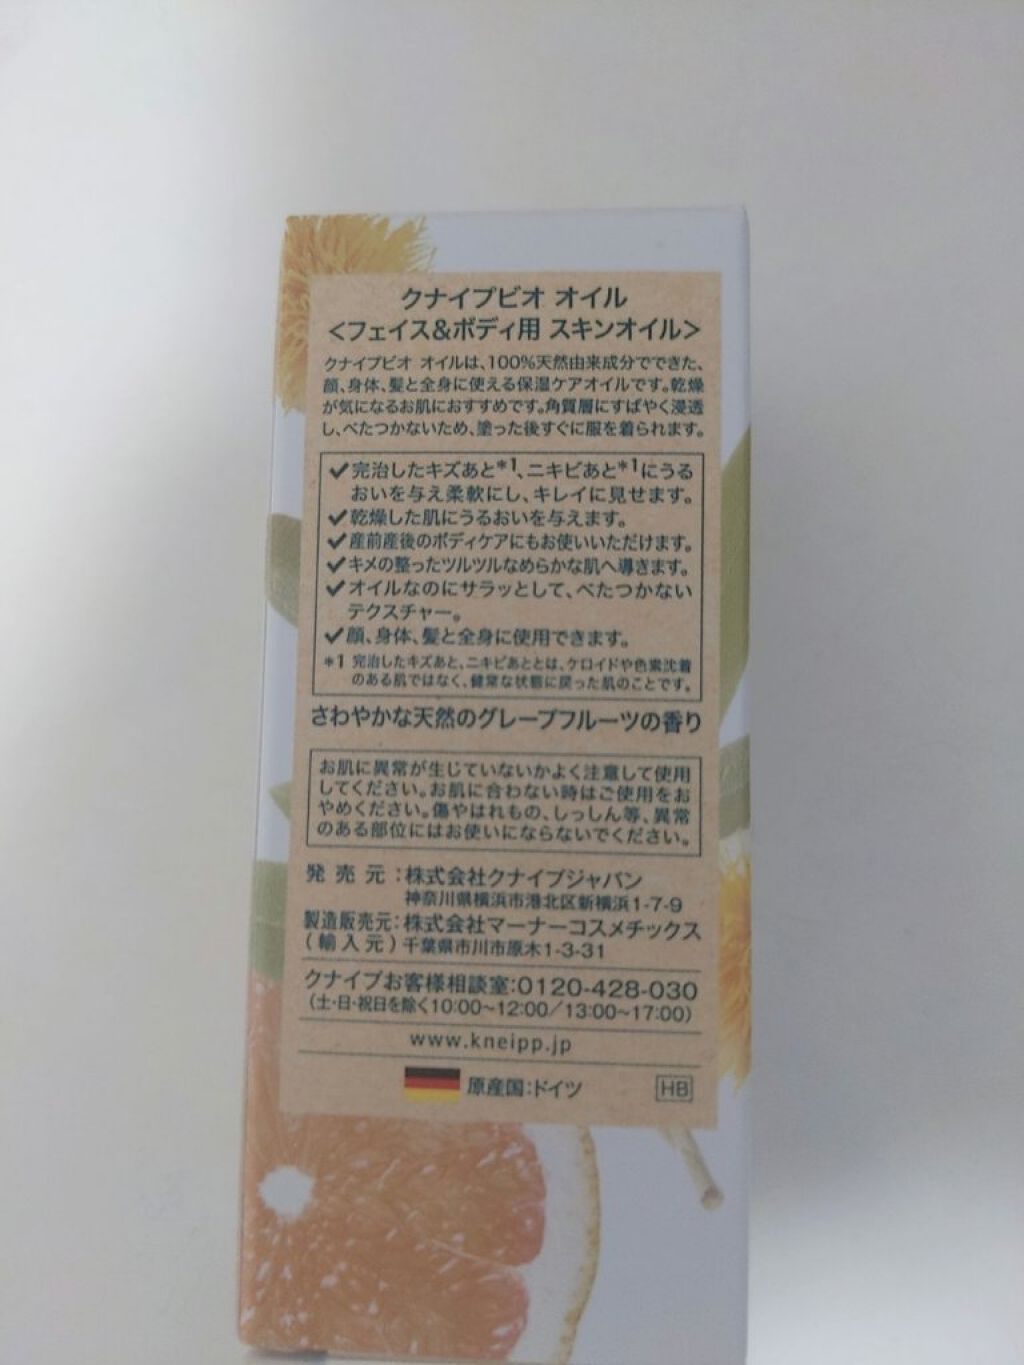 クナイプビオ オイル
<フェイス&ボディ用 スキンオイル>
クナイプビオ オイルは、100%天然由来成分でできた、
顔、身体、髪と全身に使える保湿ケアオイルです。乾燥
が気になるお肌におすすめです。角質層にすばやく浸透
し、べたつかないため、塗った後すぐに服を着られます。
✓完治したキズあと*1、ニキビあと*1にうる
おいを与え柔軟にし、キレイに見せます。
✓乾燥した肌にうるおいを与えます。
✓産前産後のボディケアにもお使いいただけます。
✓キメの整ったツルツルなめらかな肌へ導きます。
✓オイルなのにサラッとして、べたつかない
テクスチャー。
✓顔、身体、髪と全身に使用できます。
*1 完治したキズあと、ニキビあととは、ケロイドや色素沈着
のある肌ではなく、健常な状態に戻った肌のことです。
さわやかな天然のグレープフルーツの香り
お肌に異常が生じていないかよく注意して使用
してください。お肌に合わない時はご使用をお
やめください。傷やはれもの、しっしん等、異常
のある部位にはお使いにならないでください。
発売元:株式会社クナイプジャパン
神奈川県横浜市港北区新横浜1-7-9
製造販売元:株式会社マーナーコスメチックス
(輸入元)千葉県市川市原木1-3-31
クナイプお客様相談室:0120-428-030
(土・日・祝日を除く10:00~12:00/13:00~17:00)
www.kneipp.jp
原産国:ドイツ HB